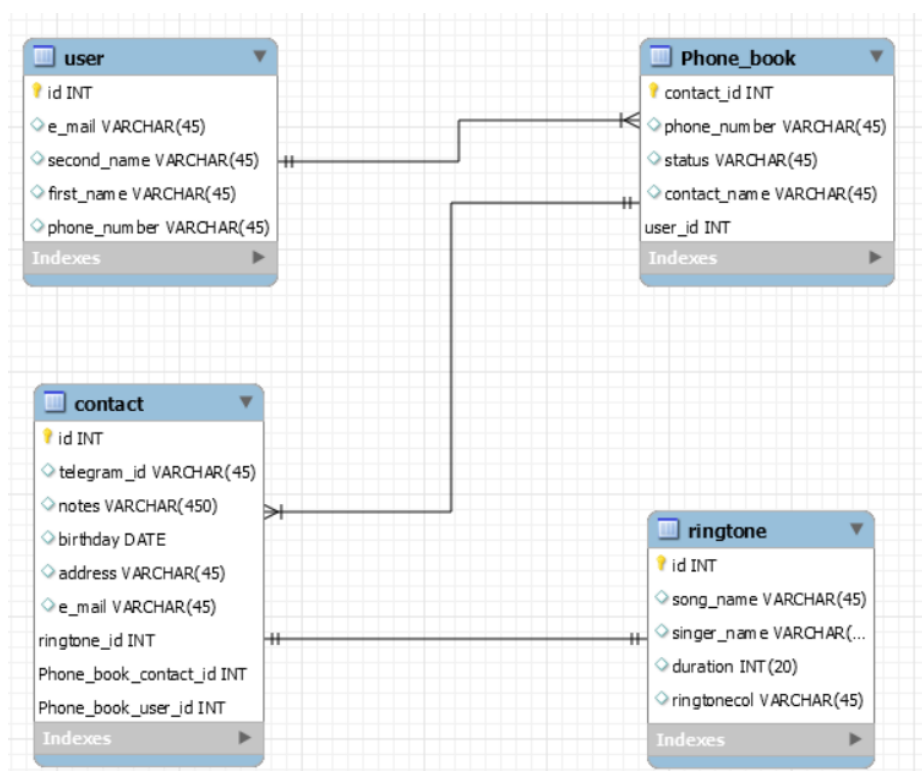 user
id INT
e_mail VARCHAR(45)
second_name VARCHAR(45)
first_name VARCHAR(45)
phone_number VARCHAR(45)
Indexes
Phone_book
contact_id INT
phone_number VARCHAR(45)
status VARCHAR(45)
contact_name VARCHAR(45)
user_id INT
Indexes
contact
id INT
telegram_id VARCHAR(45)
notes VARCHAR(450)
birthday DATE
address VARCHAR(45)
e_mail VARCHAR(45)
ringtone_id INT
Phone_book_contact_id INT
Phone_book_user_id INT
Indexes
ringtone
id INT
song_name VARCHAR(45)
singer_name VARCHAR(...
duration INT(20)
ringtonecol VARCHAR(45)
Indexes